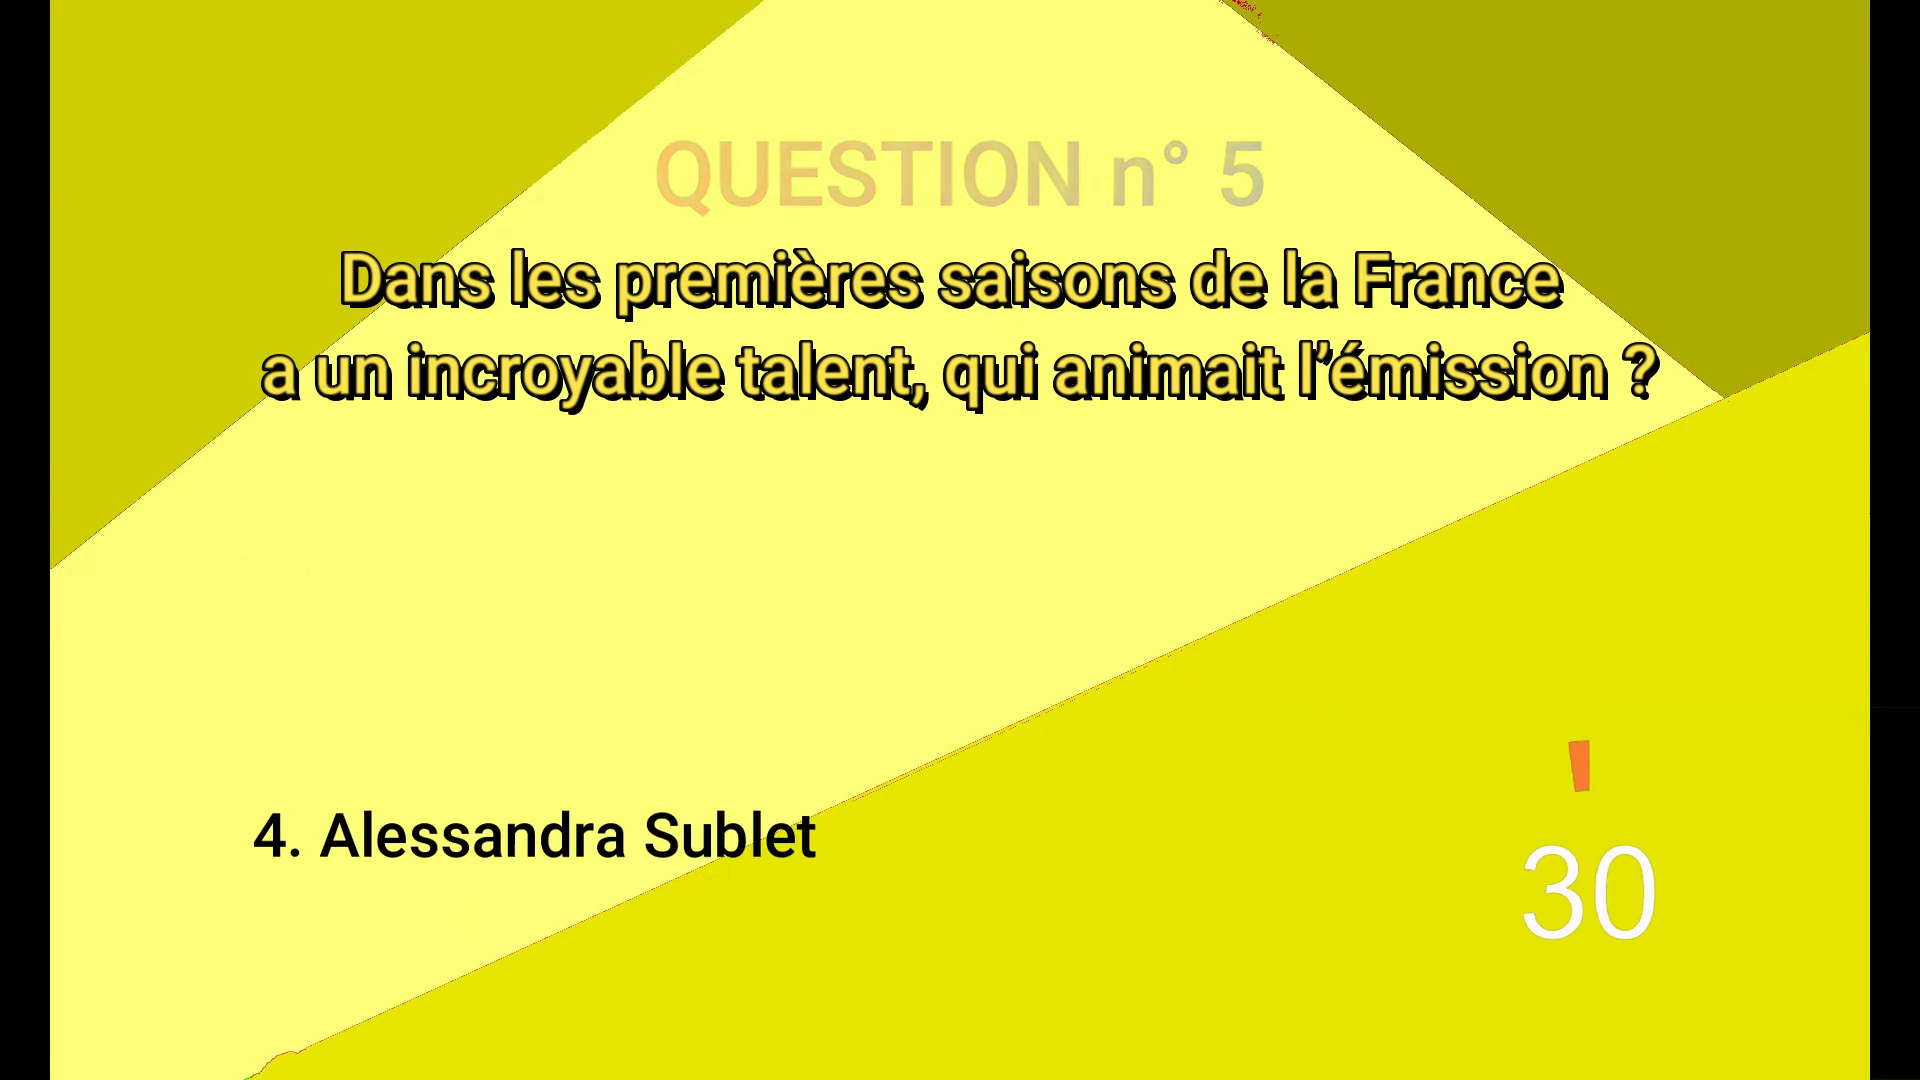 QUESTION n° 5
Dans les premières saisons de la France
a un incroyable talent, qui animait l’émission ?
4. Alessandra Sublet
30